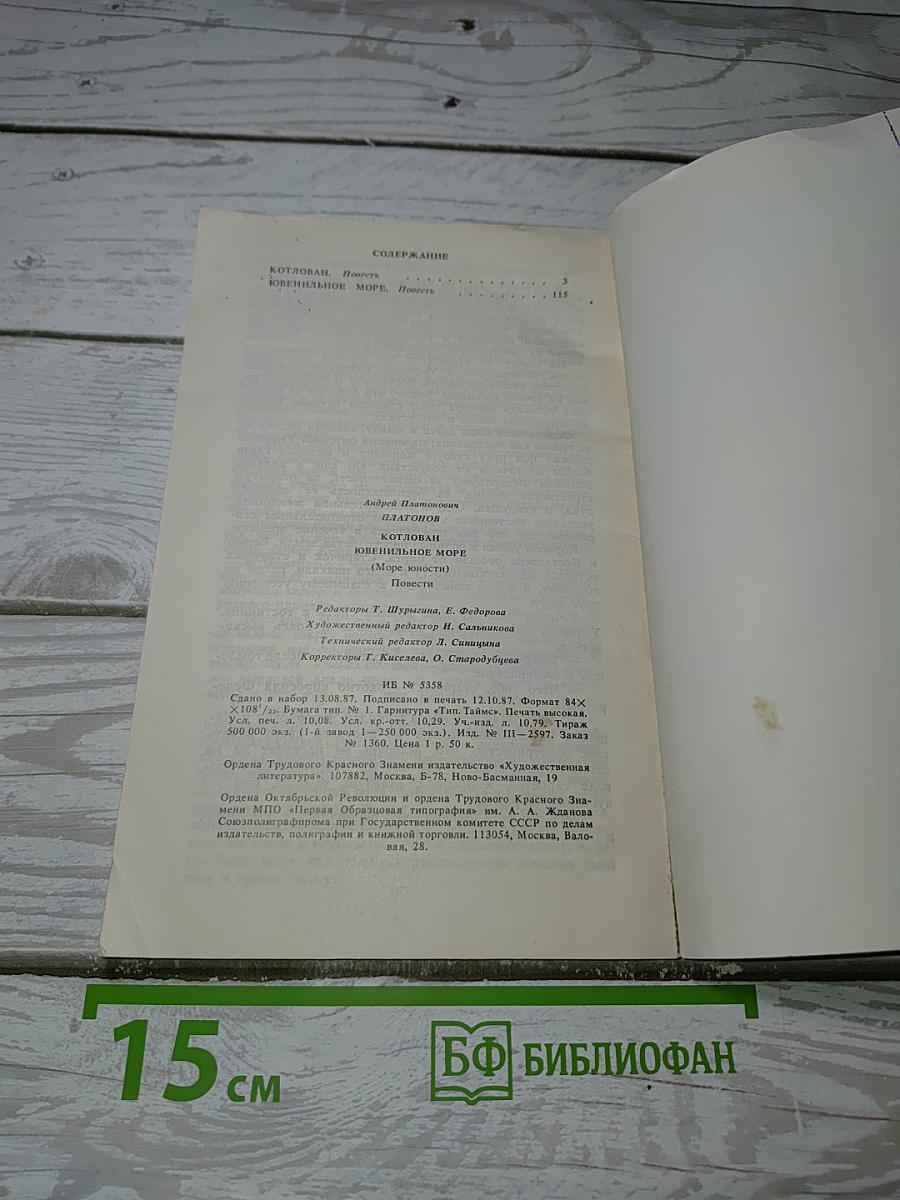 СОДЕРЖАНИЕ
КОТЛОВАН. Повесть . . . . . . . . . . . . . 3
ЮВЕНИЛЬНОЕ МОРЕ. Повесть . . . . . . . . . 115
Андрей Платонович
ПЛАТОНОВ
КОТЛОВАН
ЮВЕНИЛЬНОЕ МОРЕ
(Море юности)
Повести
Редакторы Т. Шурыгина, Е. Федорова
Художественный редактор И. Сальникова
Технический редактор Л. Синицына
Корректоры Г. Киселева, О. Стародубцева
ИБ № 5358
Сдано в набор 13.08.87. Подписано в печать 12.10.87. Формат 84×
×108¹/₃₂. Бумага тип. № 1. Гарнитура «Тип. Таймс». Печать высокая.
Усл. печ. л. 10,08. Усл. кр.-отт. 10,29. Уч.-изд. л. 10,79. Тираж
500 000 экз. (1-й завод 1—250 000 экз.). Изд. № III—2597. Заказ
№ 1360. Цена 1 р. 50 к.
Ордена Трудового Красного Знамени издательство «Художественная
литература». 107882, Москва, Б-78, Ново-Басманная, 19
Ордена Октябрьской Революции и ордена Трудового Красного Зна-
мени МПО «Первая Образцовая типография» им. А. А. Жданова
Союзполиграфпрома при Государственном комитете СССР по делам
издательств, полиграфии и книжной торговли. 113054, Москва, Вало-
вая, 28.
15 см
БФ БИБЛИОФАН